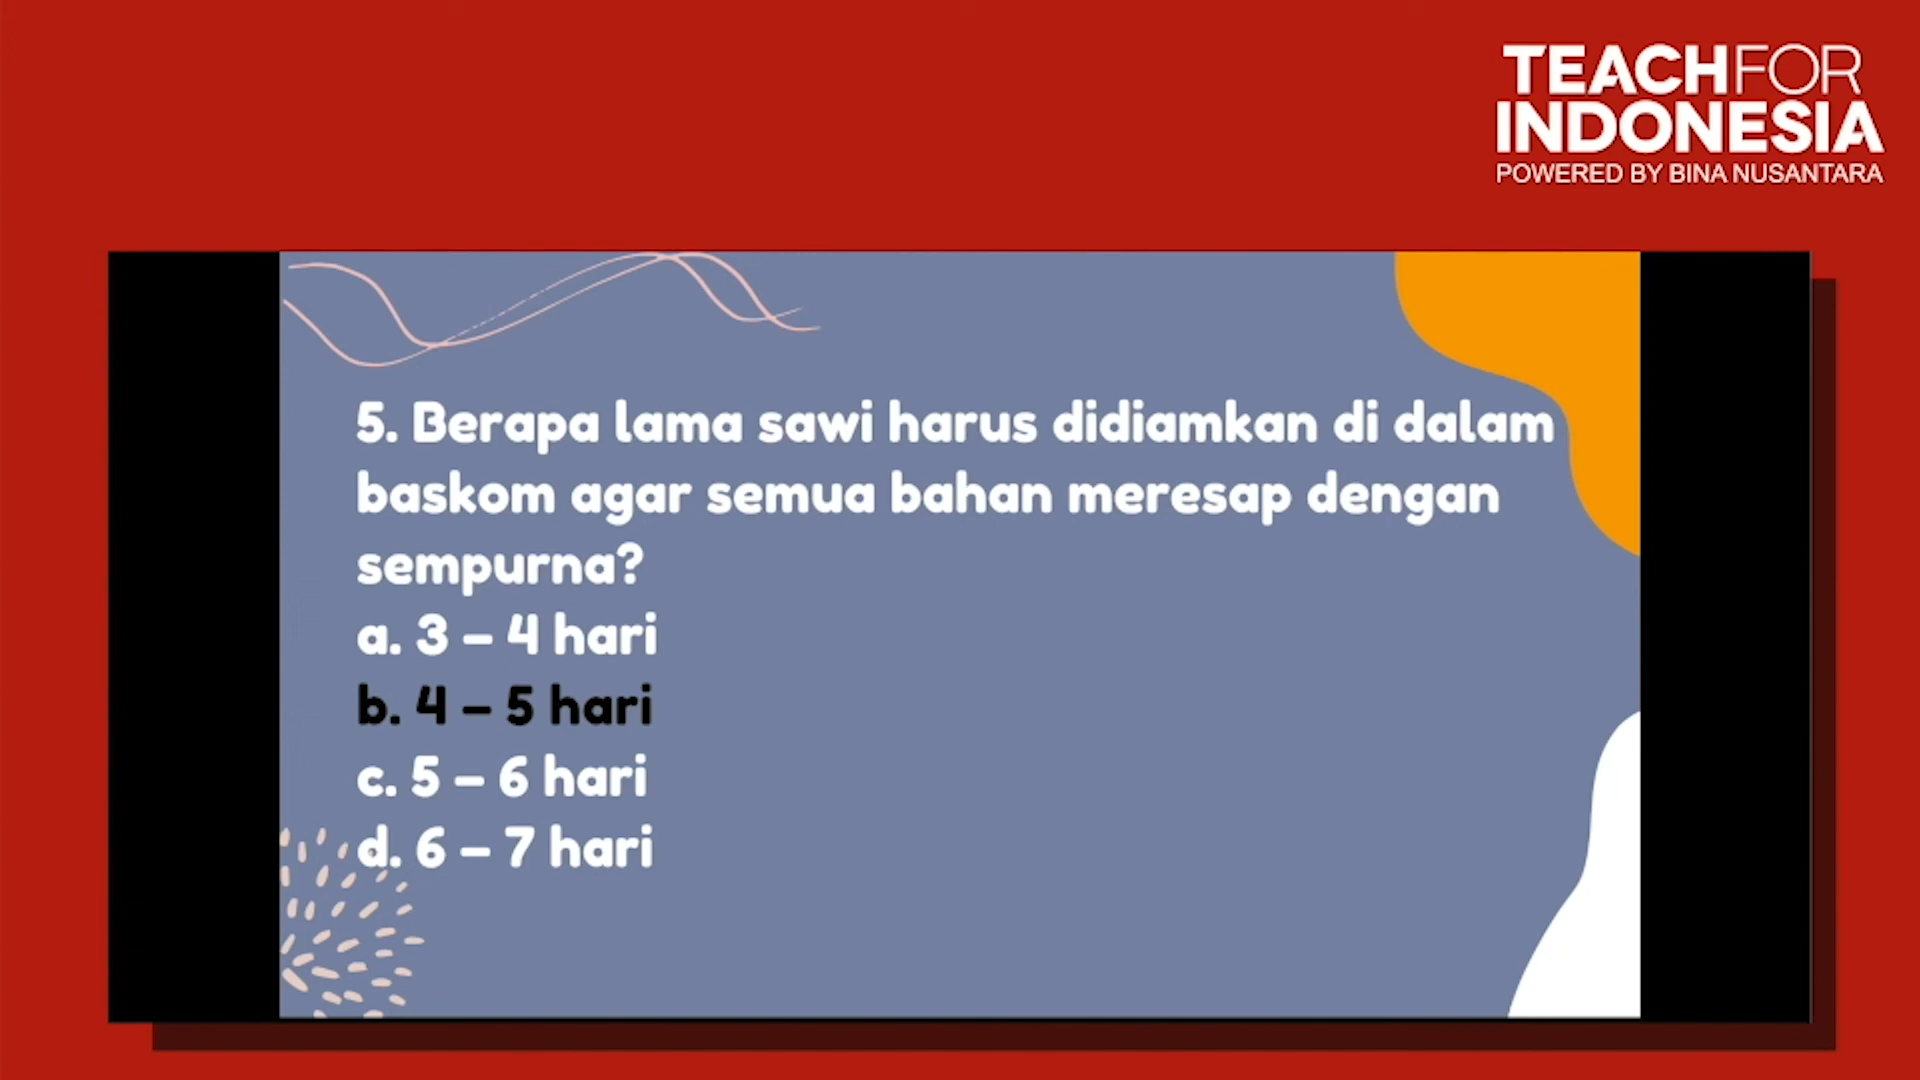 TEACHFOR
INDONESIA
POWERED BY BINA NUSANTARA
5. Berapa lama sawi harus didiamkan di dalam
baskom agar semua bahan meresap dengan
sempurna?
a. 3 – 4 hari
b. 4 – 5 hari
c. 5 – 6 hari
d. 6 – 7 hari